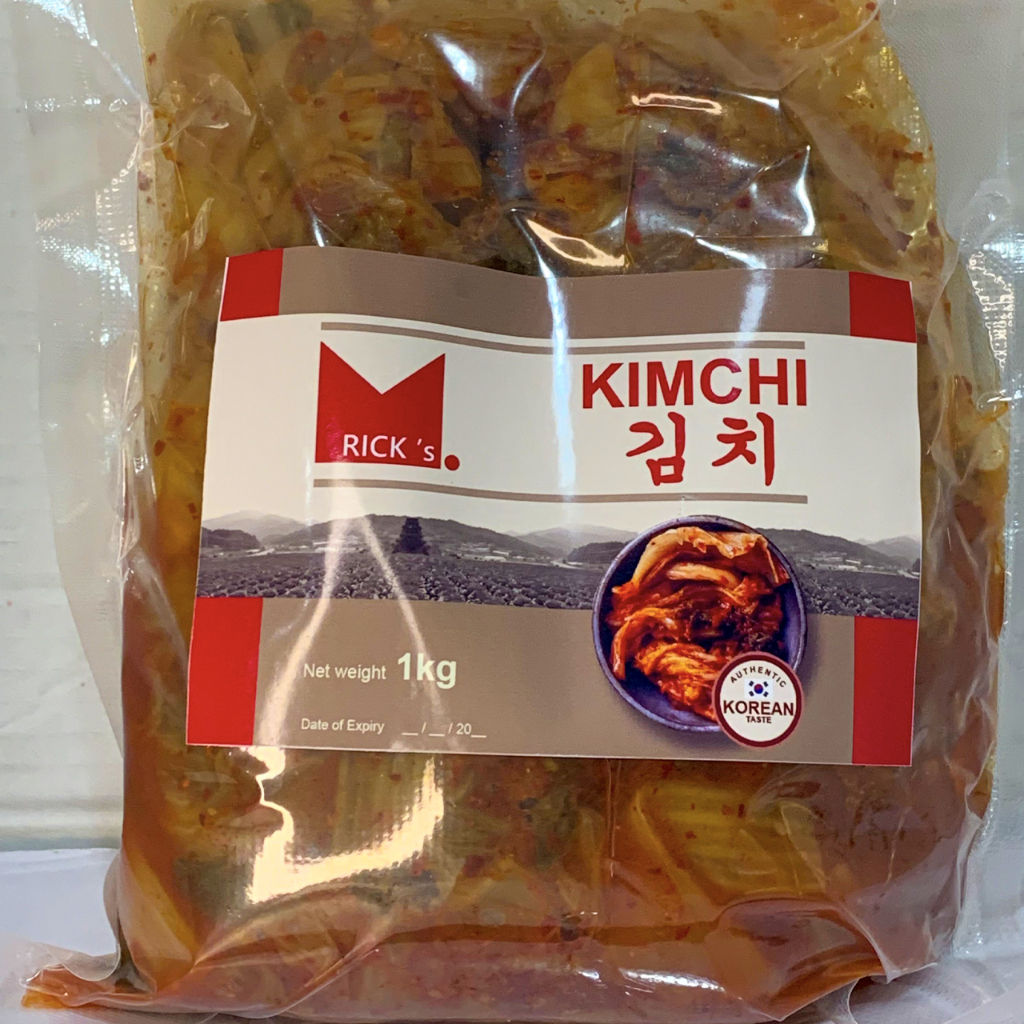 RICK 's.
KIMCHI
김치
Net weight 1kg
Date of Expiry __ / __ / 20__
AUTHENTIC
KOREAN
TASTE